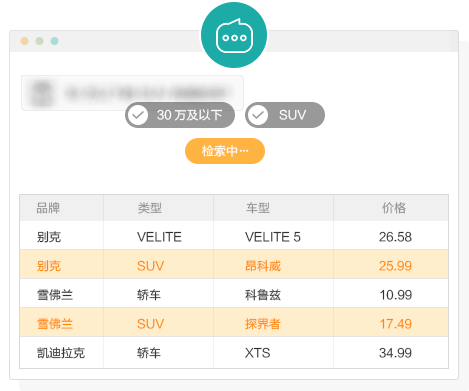 30 万及以下 SUV
检索中···
品牌 类型 车型 价格
别克 VELITE VELITE 5 26.58
别克 SUV 昂科威 25.99
雪佛兰 轿车 科鲁兹 10.99
雪佛兰 SUV 探界者 17.49
凯迪拉克 轿车 XTS 34.99